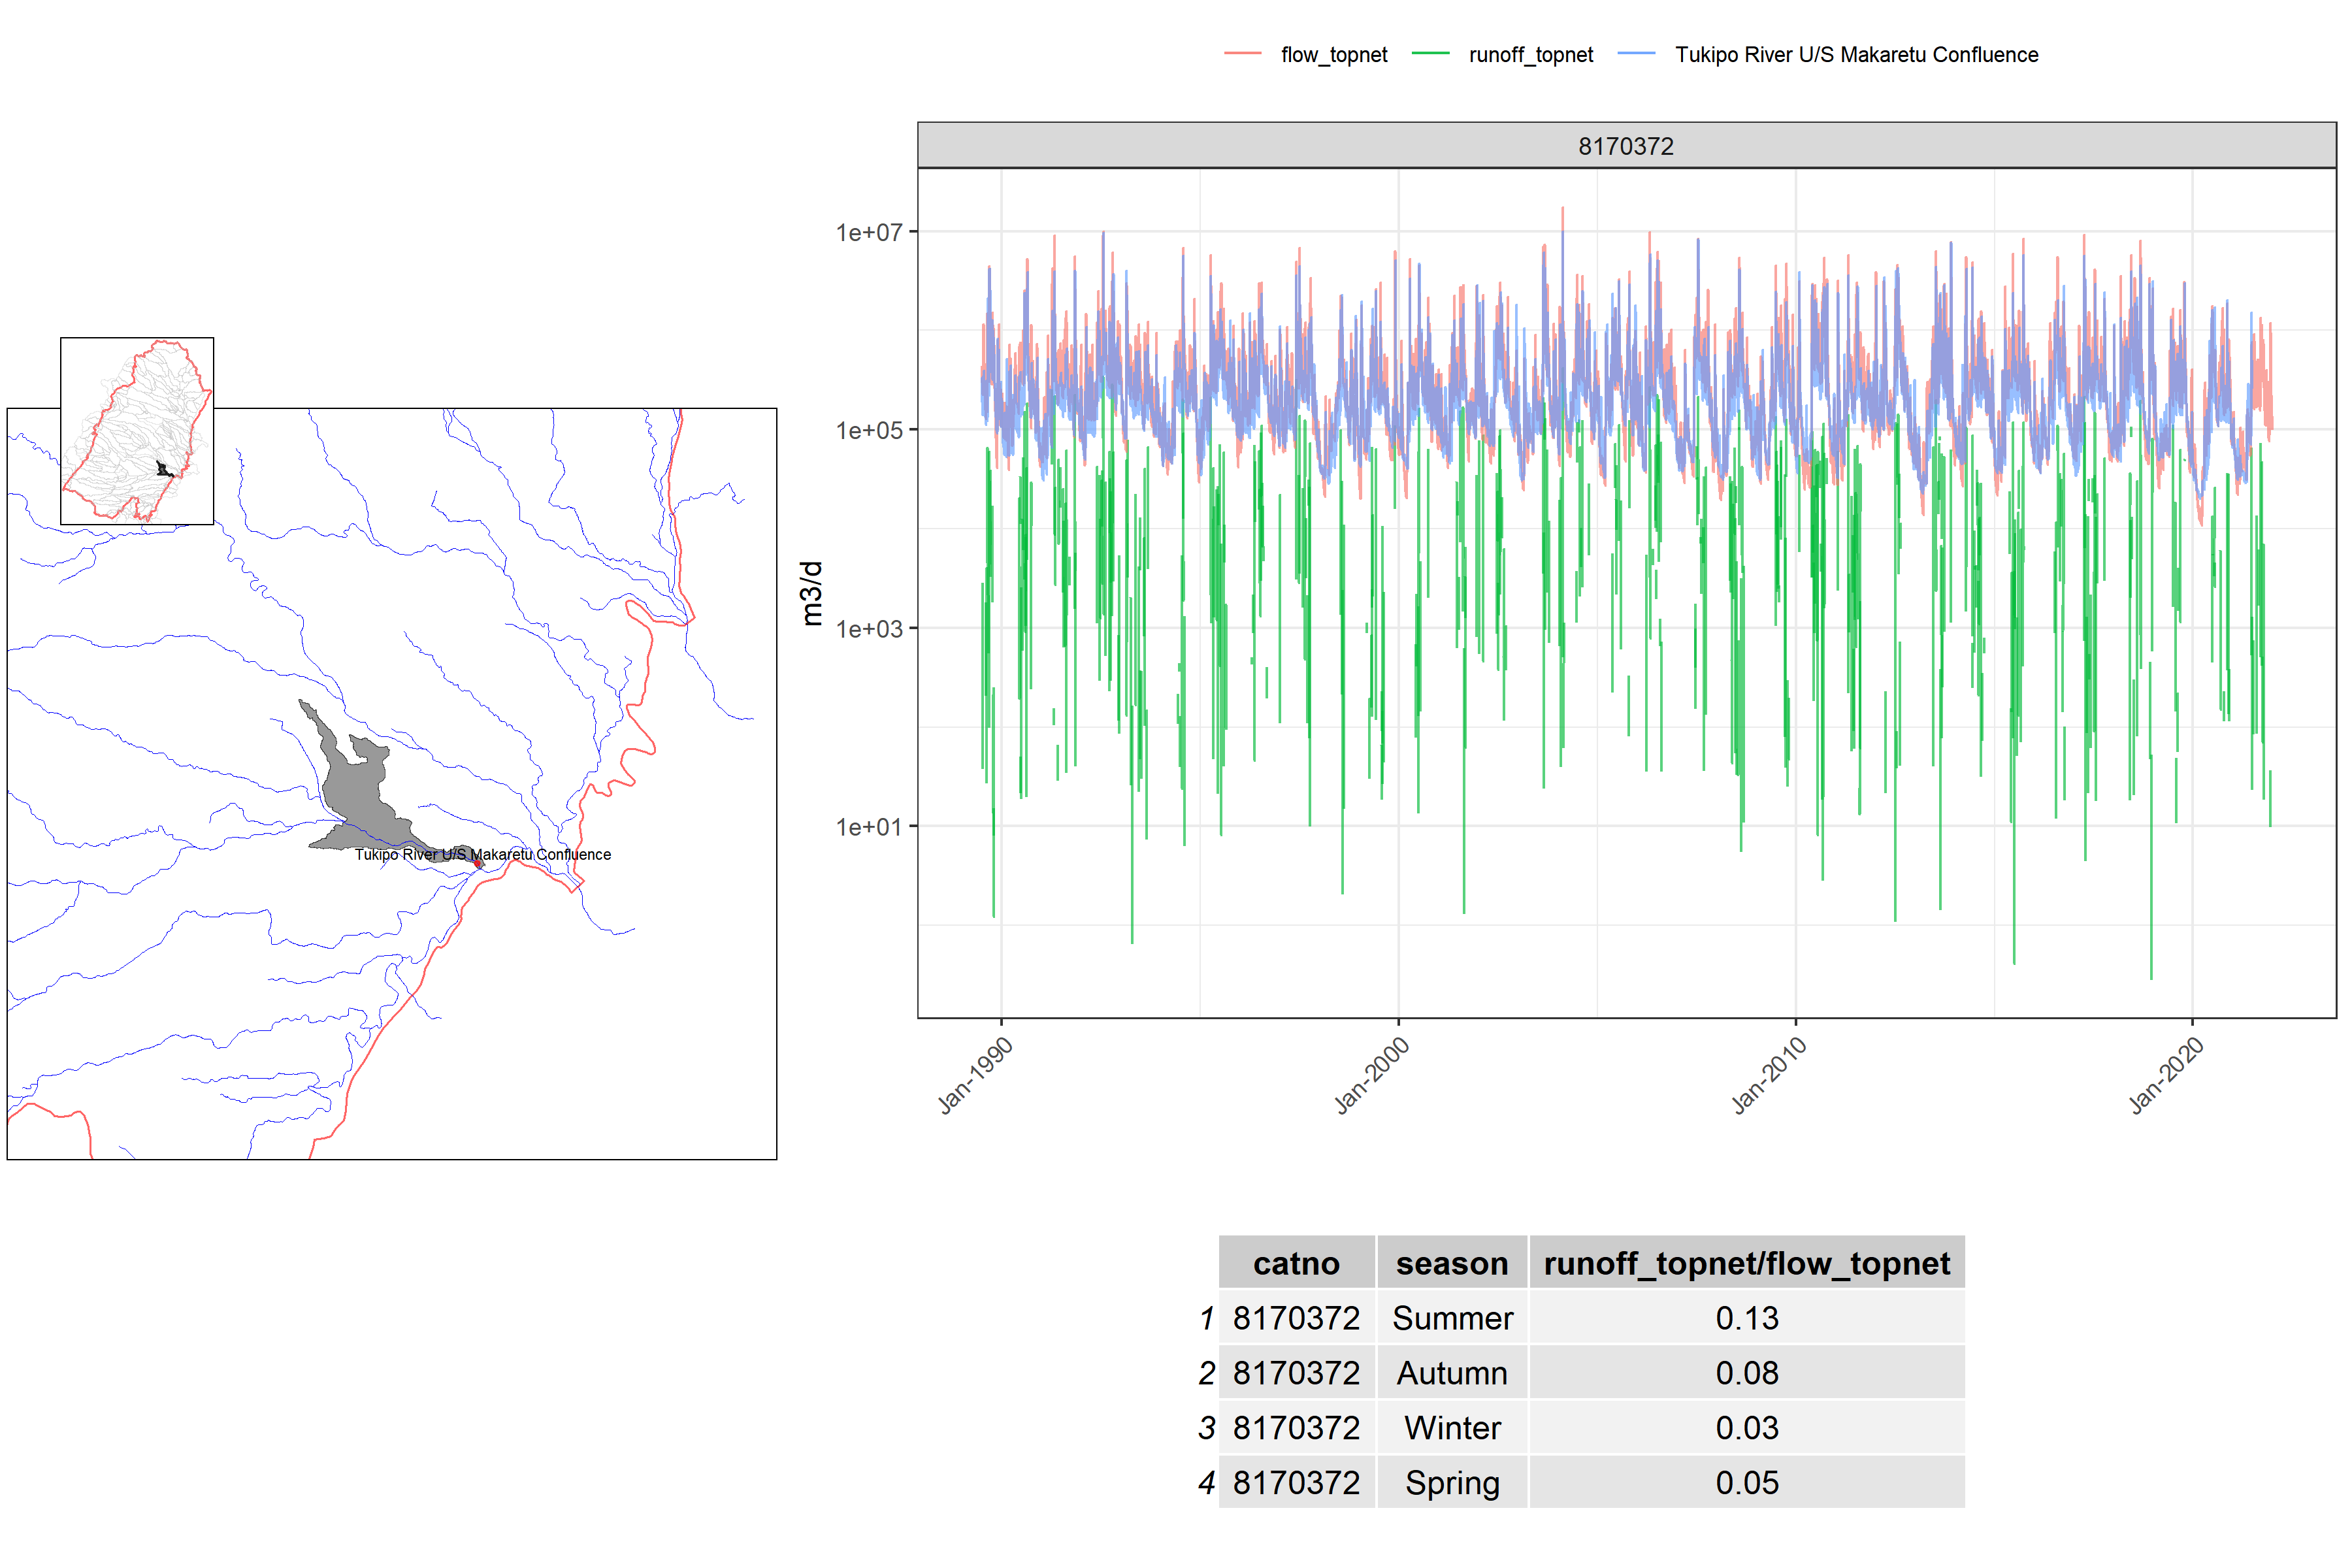 flow_topnet runoff_topnet Tukipo River U/S Makaretu Confluence
8170372
1e+07
1e+05
1e+03
1e+01
m3/d
Jan-1990 Jan-2000 Jan-2010 Jan-2020
Tukipo River U/S Makaretu Confluence
catno season runoff_topnet/flow_topnet
1 8170372 Summer 0.13
2 8170372 Autumn 0.08
3 8170372 Winter 0.03
4 8170372 Spring 0.05